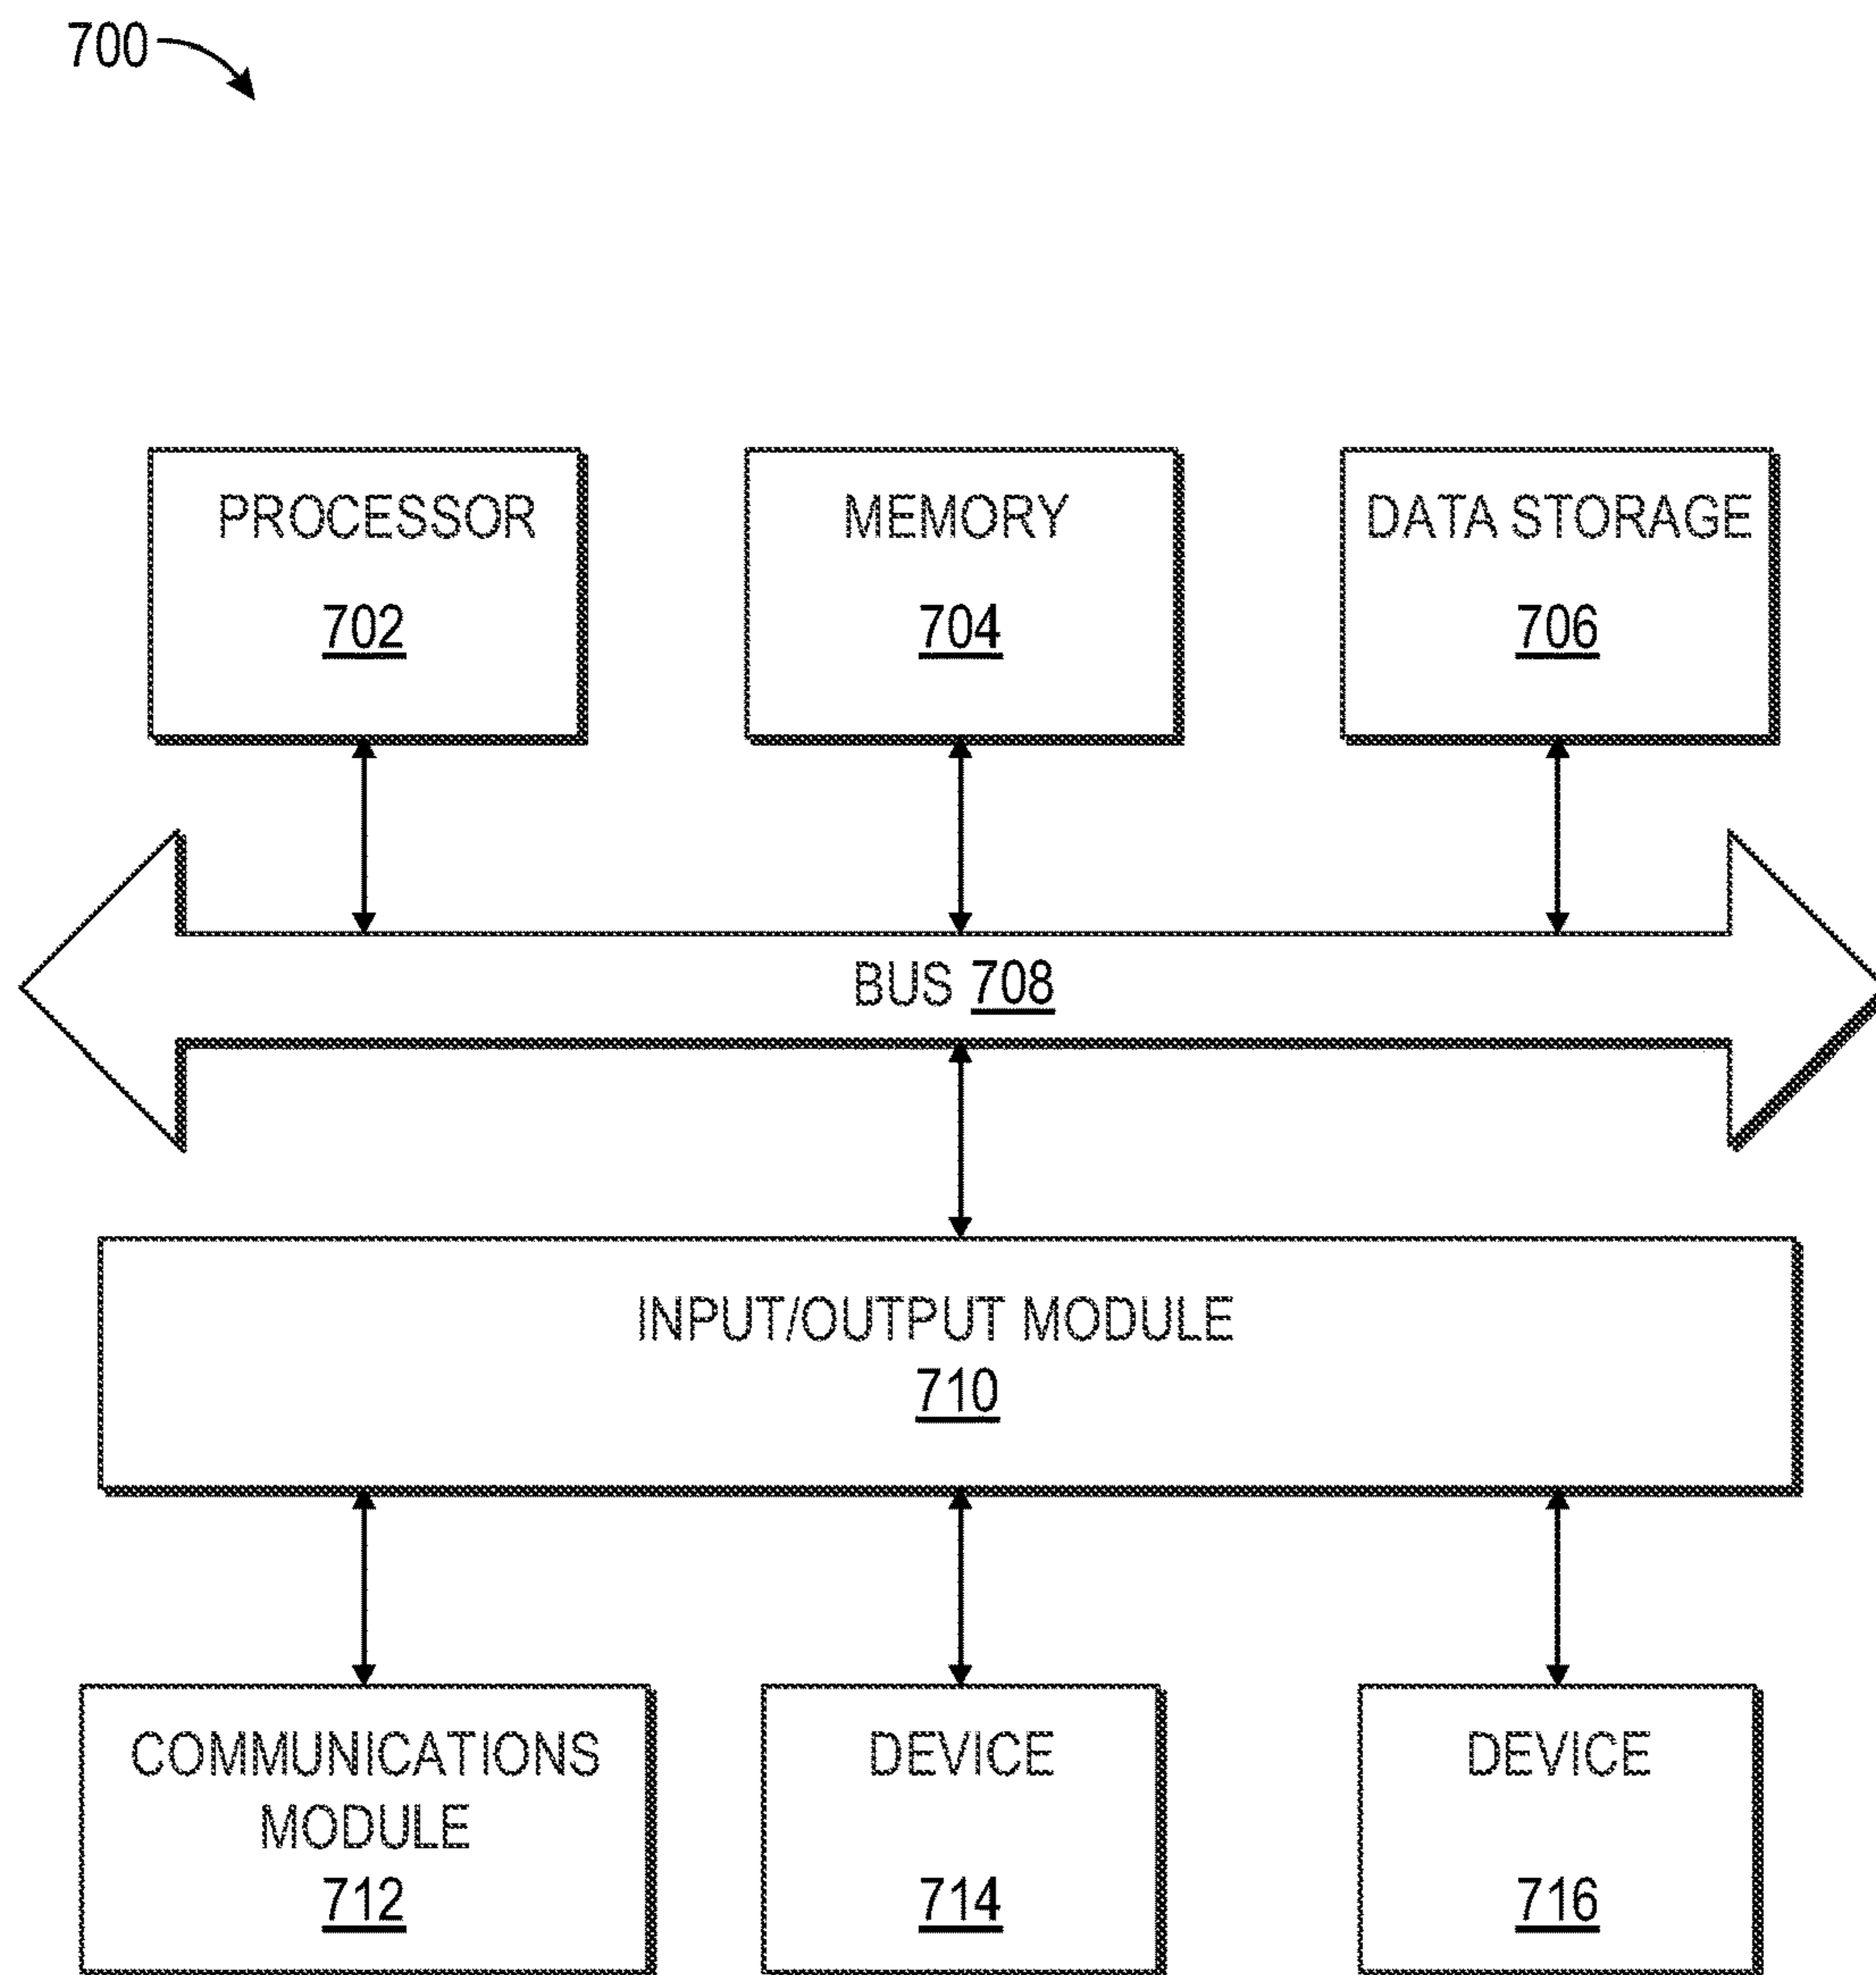 700
PROCESSOR
702
MEMORY
704
DATA STORAGE
706
BUS 708
INPUT/OUTPUT MODULE
710
COMMUNICATIONS
MODULE
712
DEVICE
714
DEVICE
716